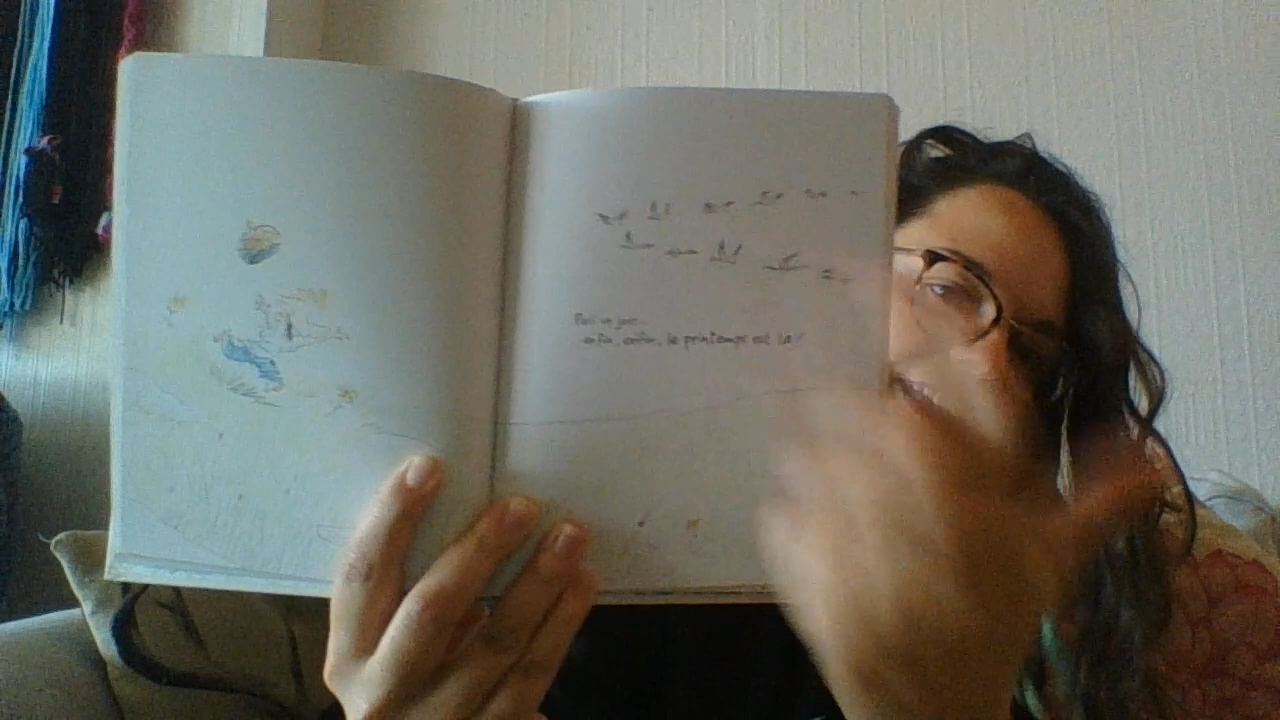 Puis un jour...
enfin, enfin, le printemps est là !